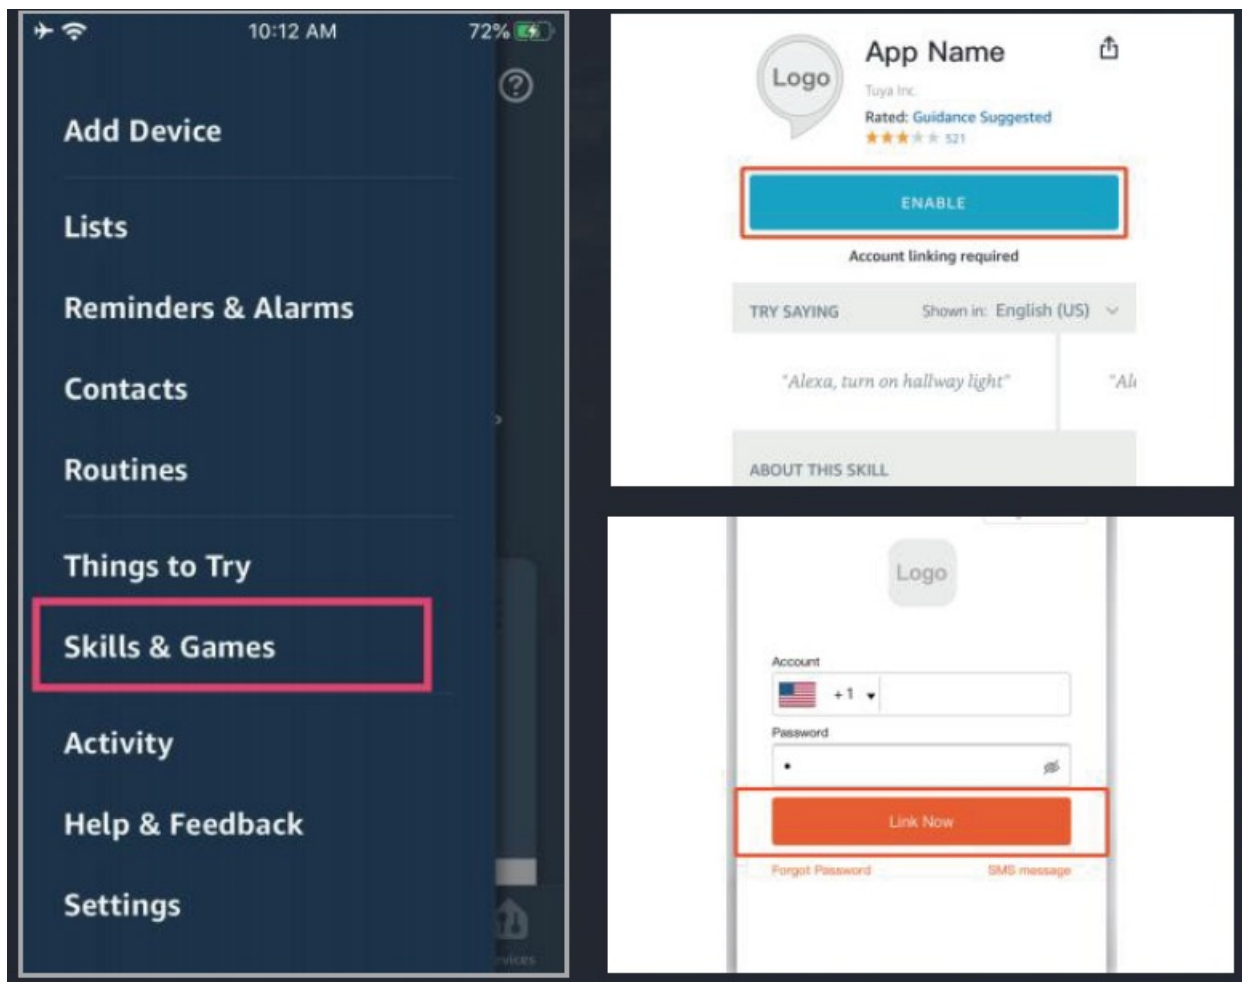 10:12 AM
72%
Add Device
Lists
Reminders & Alarms
Contacts
Routines
Things to Try
Skills & Games
Activity
Help & Feedback
Settings
Logo
App Name
Tuya Inc.
Rated: Guidance Suggested
521
ENABLE
Account linking required
TRY SAYING Shown in: English (US)
"Alexa, turn on hallway light" "Al
ABOUT THIS SKILL
Logo
Account
+1
Password
Link Now
Forgot Password SMS message